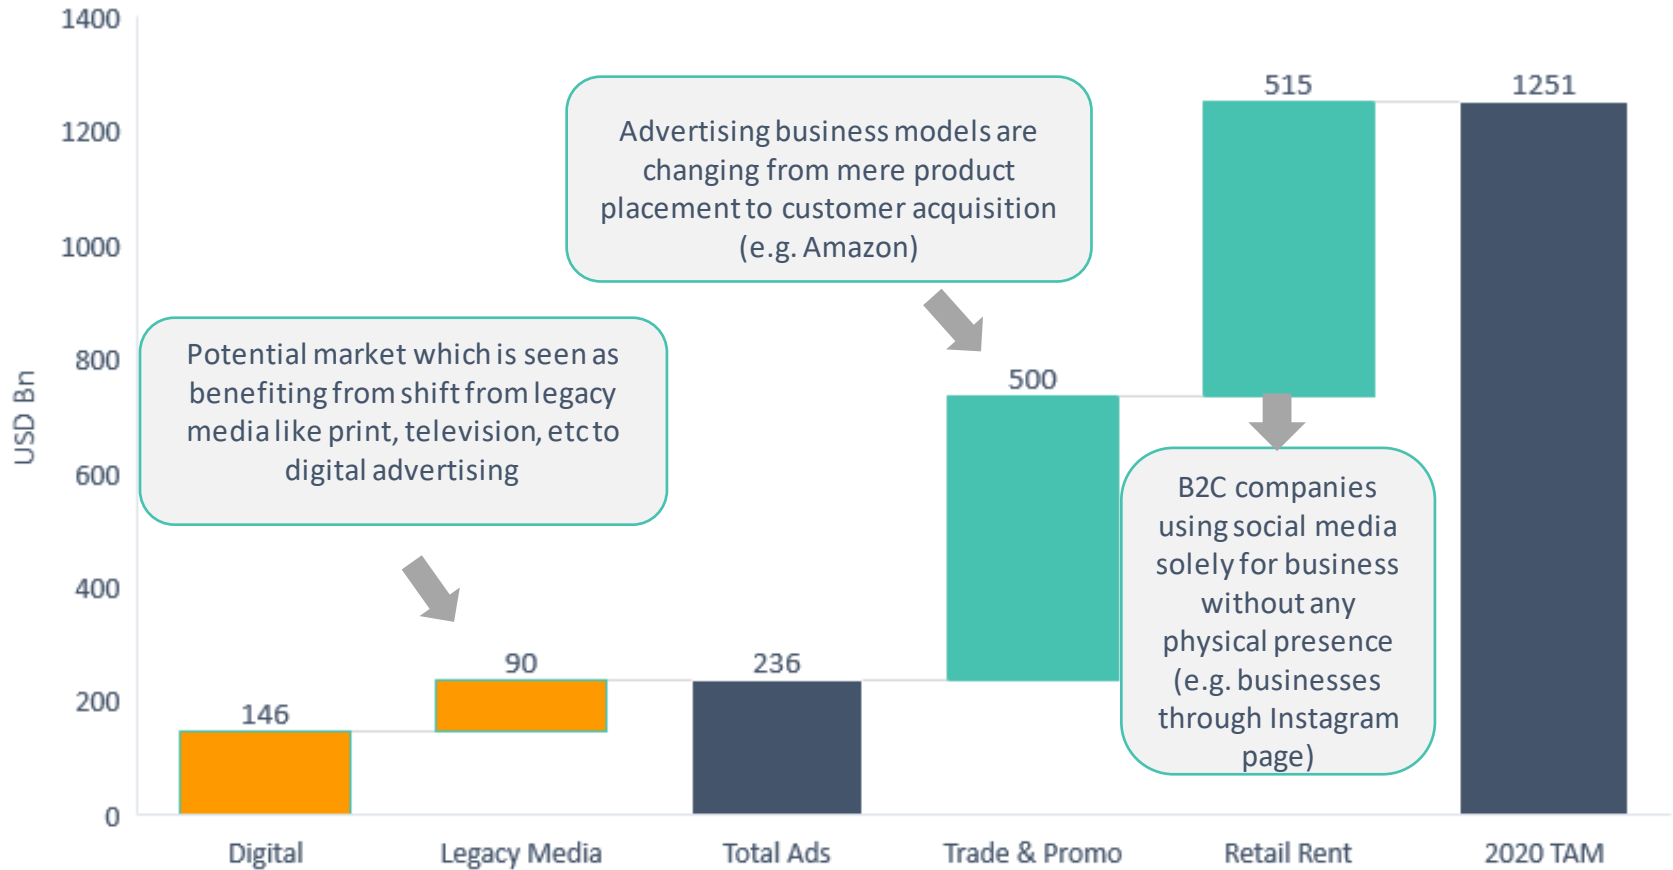 1400
1200
1000
800
600
400
200
0
USD Bn
146
90
236
500
515
1251
Potential market which is seen as
benefiting from shift from legacy
media like print, television, etc to
digital advertising
Advertising business models are
changing from mere product
placement to customer acquisition
(e.g. Amazon)
B2C companies
using social media
solely for business
without any
physical presence
(e.g. businesses
through Instagram
page)
Digital
Legacy Media
Total Ads
Trade & Promo
Retail Rent
2020 TAM